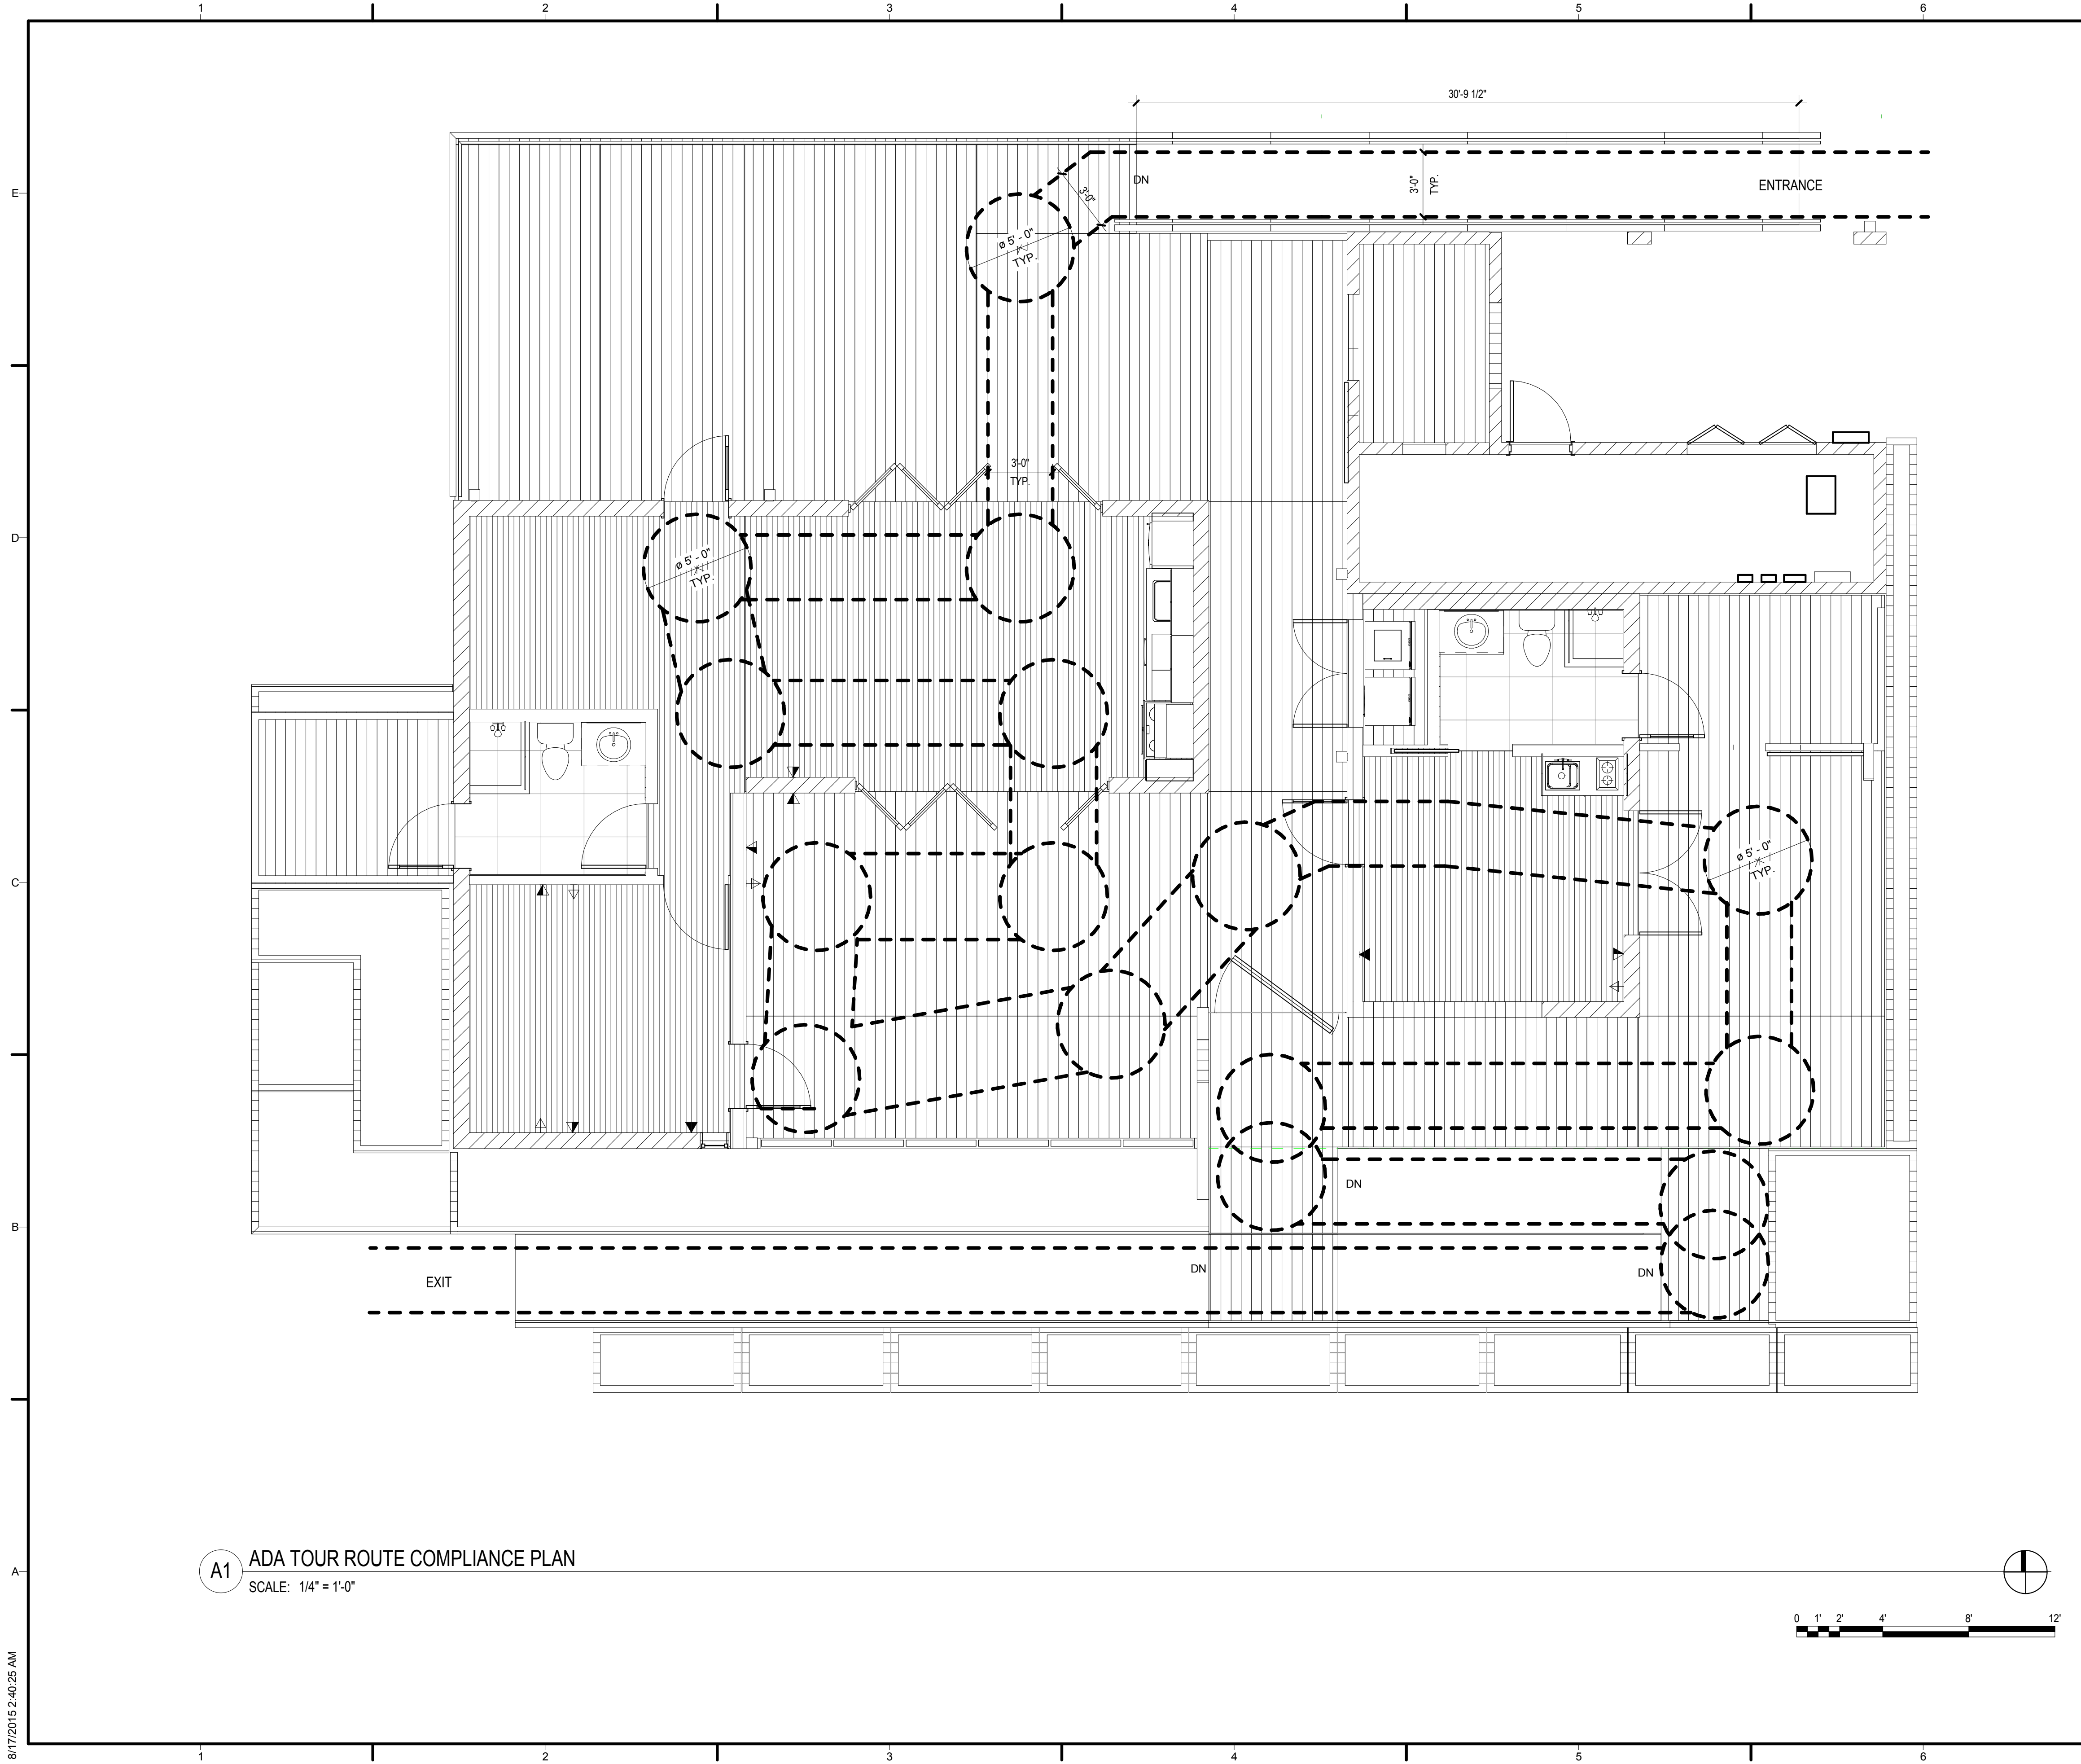 1 2 3 4 5 6
30'-9 1/2"
E
DN
3'-0"
3'-0"
TYP.
ENTRANCE
ø 5' - 0"
TYP.
3'-0"
TYP.
D
ø 5' - 0"
TYP.
ø 5' - 0"
TYP.
C
DN
B
EXIT
DN
DN
A1
ADA TOUR ROUTE COMPLIANCE PLAN
SCALE: 1/4" = 1'-0"
A
0 1' 2' 4' 8' 12'
8/17/2015 2:40:25 AM
1 2 3 4 5 6